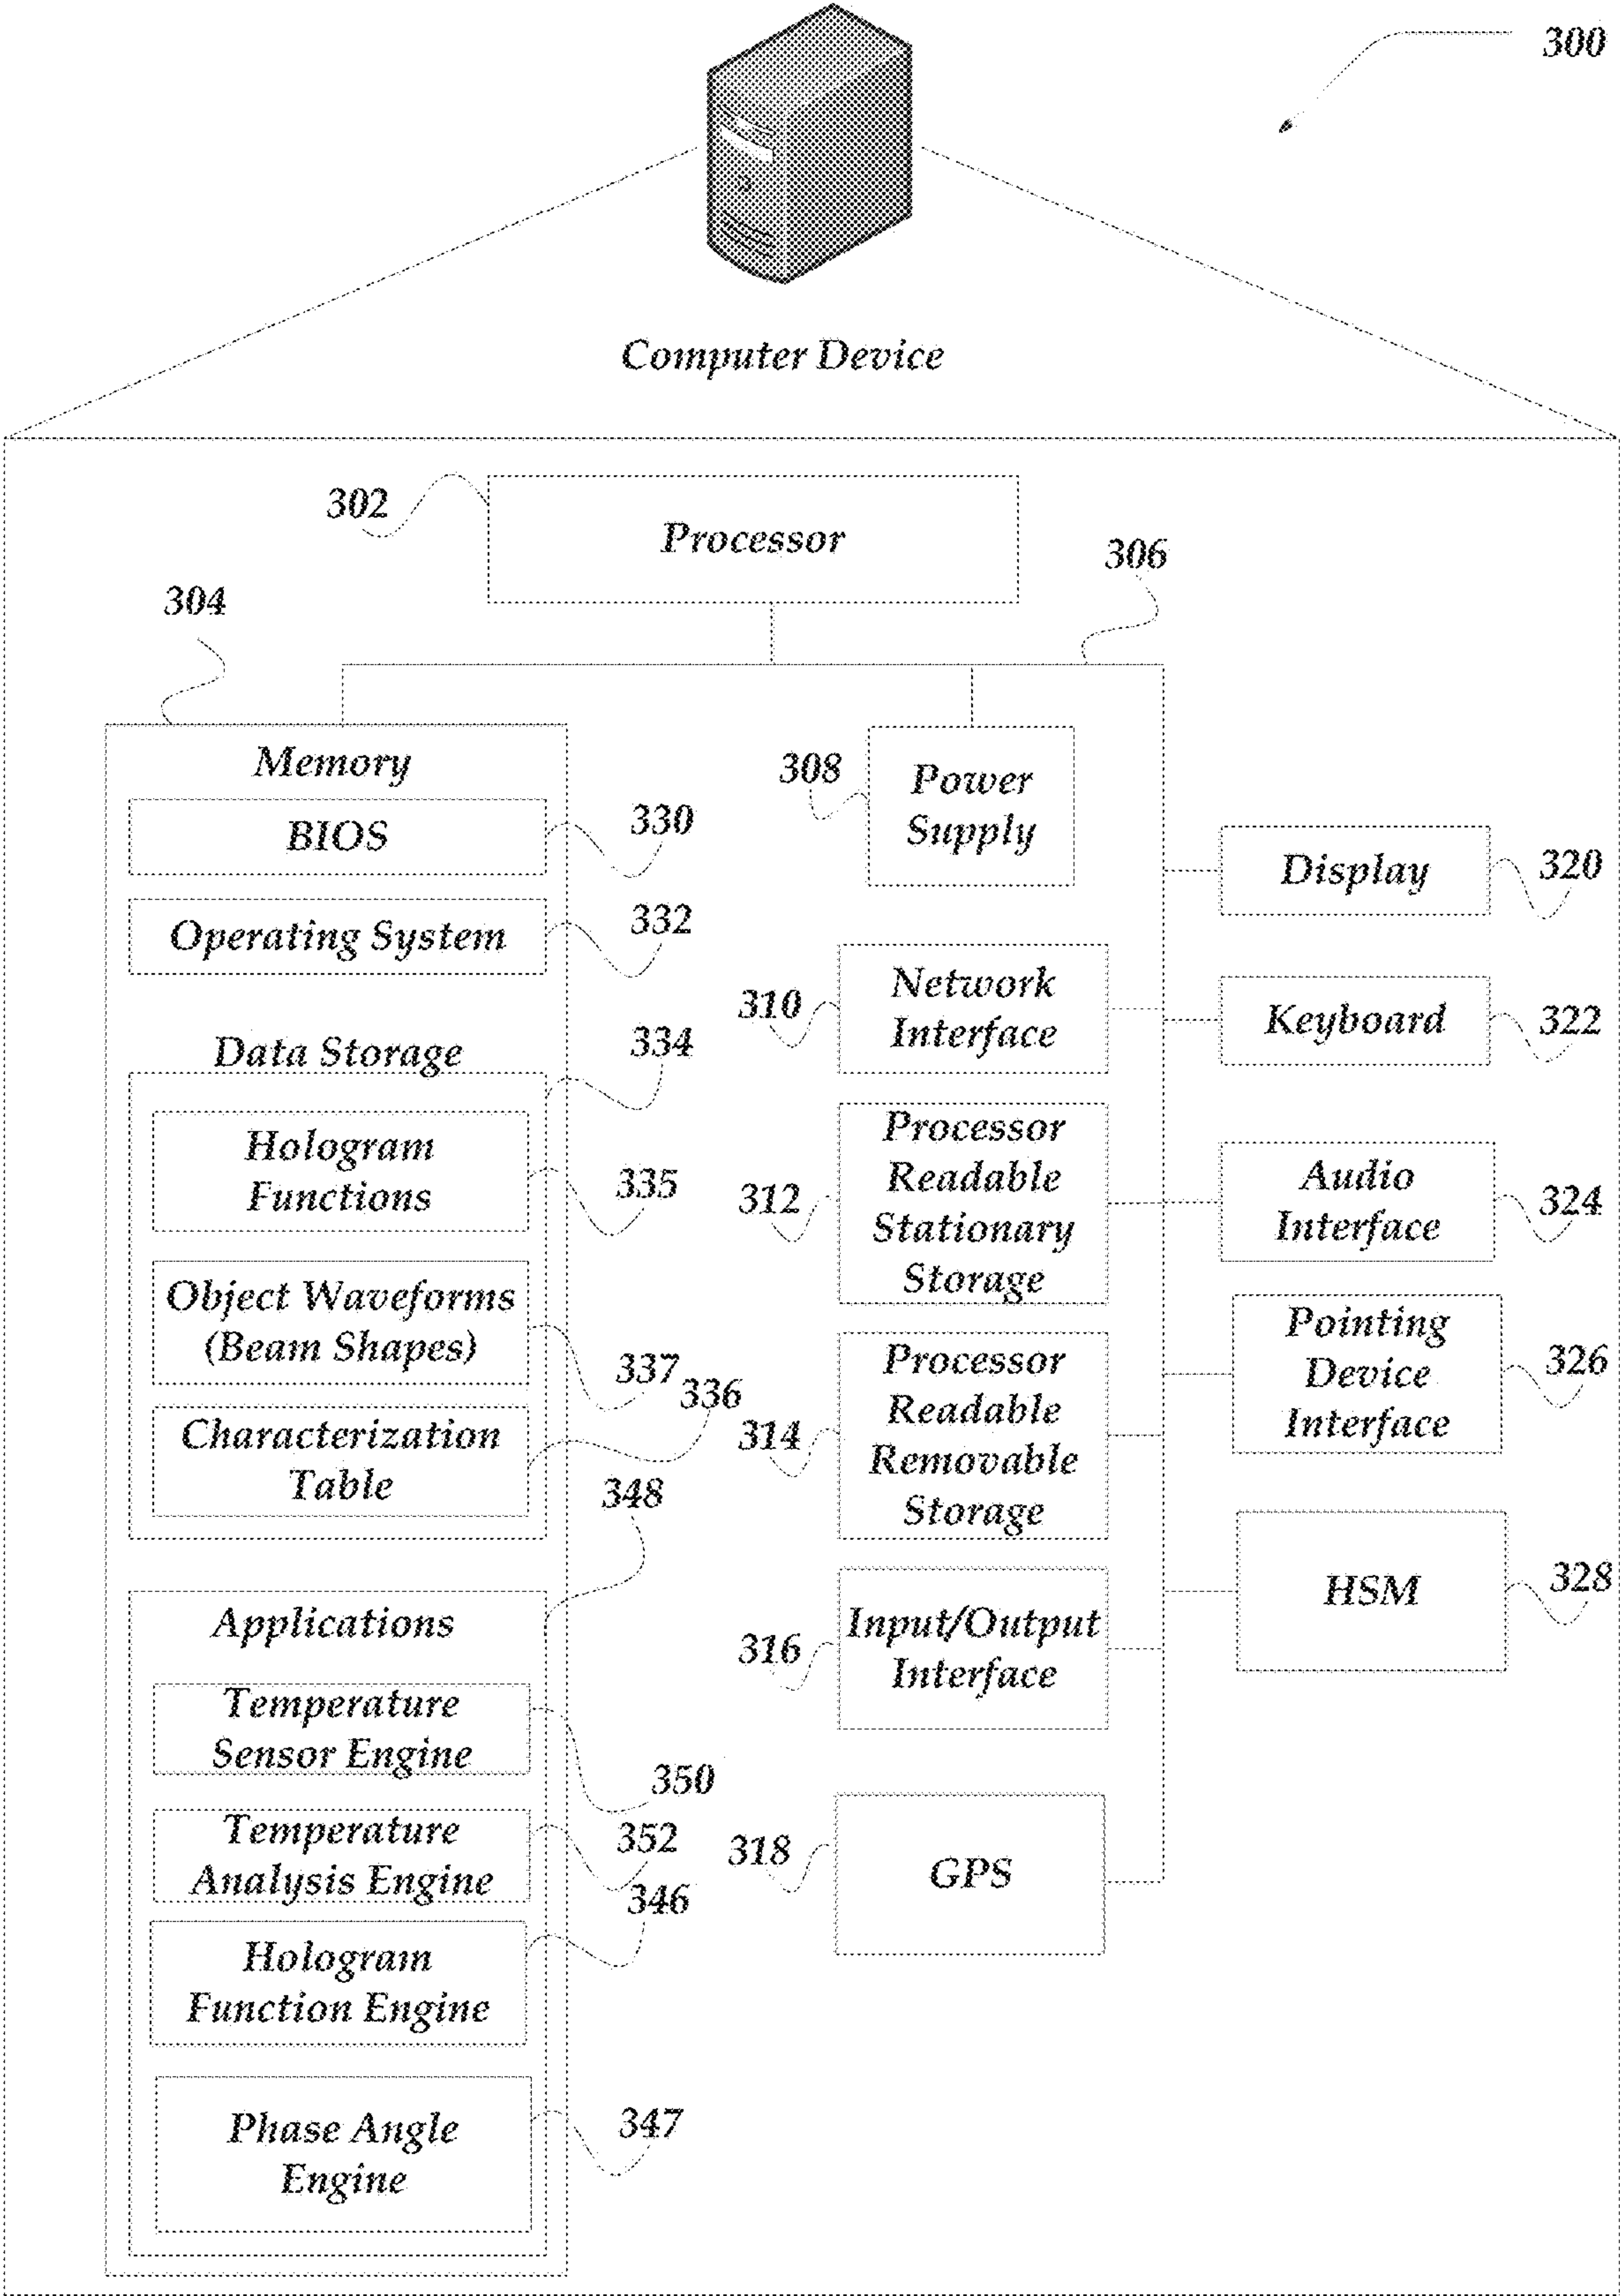 300
Computer Device
302
Processor
306
304
Memory
BIOS
330
Operating System
332
Data Storage
334
Hologram
Functions
335
Object Waveforms
(Beam Shapes)
337
336
Characterization
Table
348
Applications
Temperature
Sensor Engine
350
Temperature
Analysis Engine
352
346
Hologram
Function Engine
Phase Angle
Engine
347
308
Power
Supply
310
Network
Interface
312
Processor
Readable
Stationary
Storage
314
Processor
Readable
Removable
Storage
316
Input/Output
Interface
318
GPS
Display
320
Keyboard
322
Audio
Interface
324
Pointing
Device
Interface
326
HSM
328